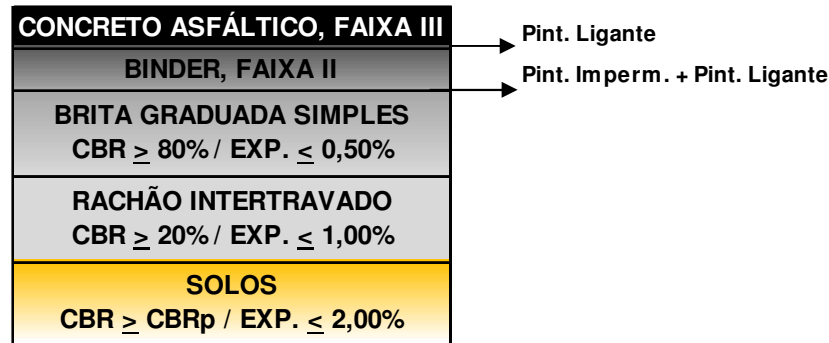 CONCRETO ASFÁLTICO, FAIXA III
Pint. Ligante
BINDER, FAIXA II
Pint. Imperm. + Pint. Ligante
BRITA GRADUADA SIMPLES
CBR ≥ 80% / EXP. ≤ 0,50%
RACHÃO INTERTRAVADO
CBR ≥ 20% / EXP. ≤ 1,00%
SOLOS
CBR ≥ CBRp / EXP. ≤ 2,00%